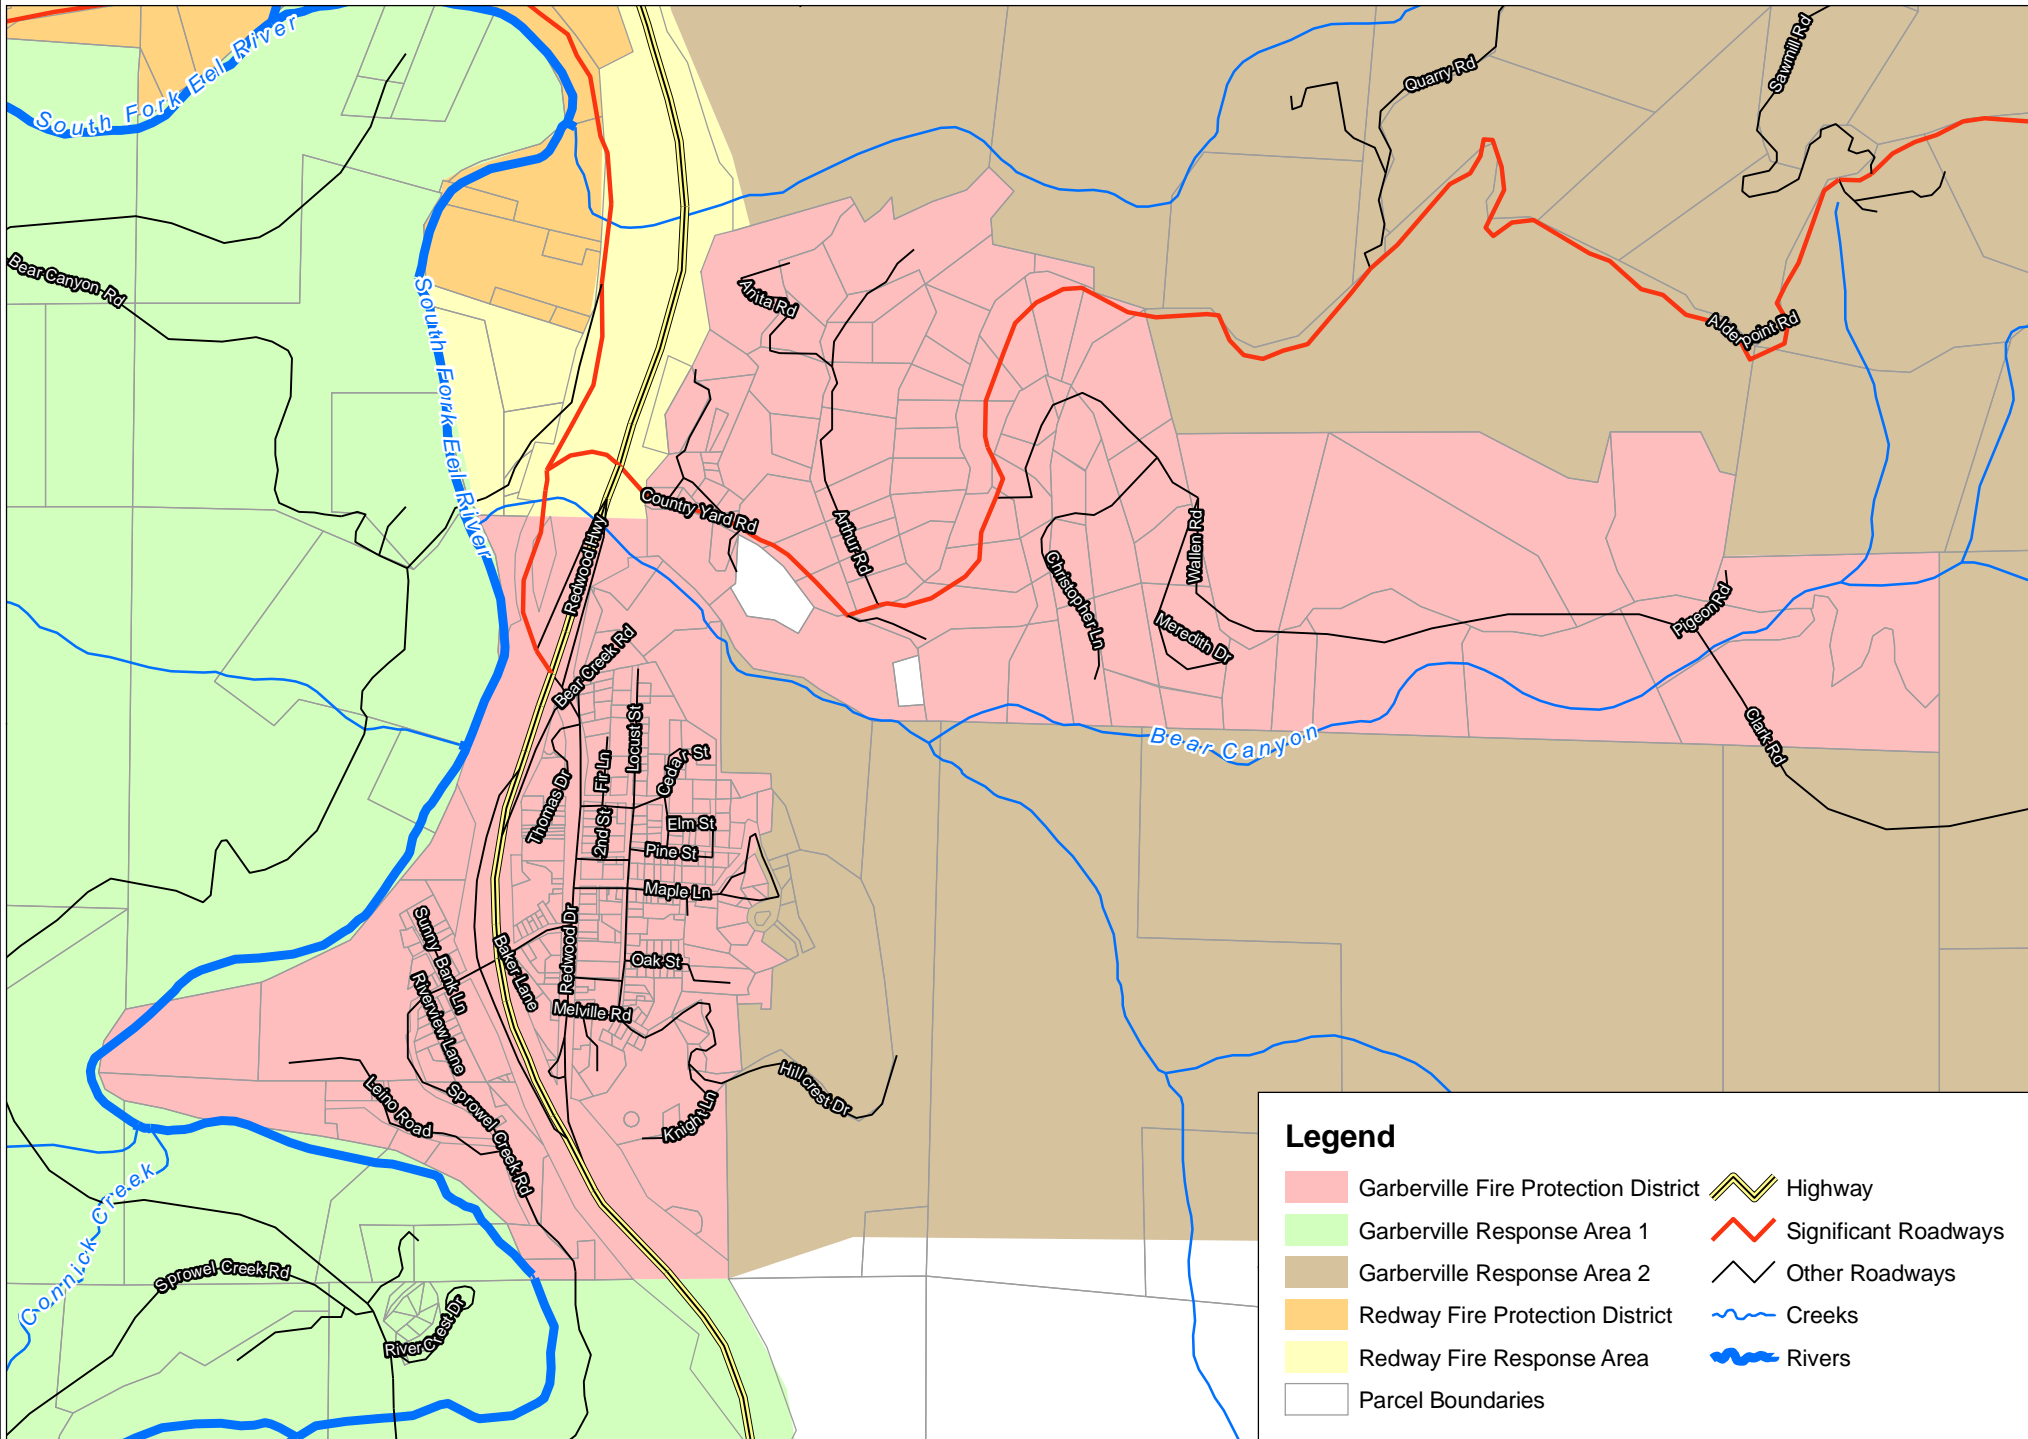 South Fork Eel River
Quarry Rd
Sawmill Rd
Bear Canyon Rd
Anita Rd
South Fork Eel River
Alderpoint Rd
Country Yard Rd
Arthur Rd
Redwood Hwy
Christopher Ln
Wallen Rd
Meredith Dr
Pigeon Rd
Bear Creek Rd
Locust St
Bear Canyon
Clark Rd
Fir Ln
Cedar St
Thomas Dr
2nd St
Elm St
Pine St
Maple Ln
Sunny Bank Ln
Baker Lane
Redwood Dr
Oak St
Riverview Lane
Melville Rd
Hillcrest Dr
Leino Road
Sprowel Creek Rd
Knight Ln
Connick Creek
Sprowel Creek Rd
River Crest Dr
Legend
Garberville Fire Protection District
Garberville Response Area 1
Garberville Response Area 2
Redway Fire Protection District
Redway Fire Response Area
Parcel Boundaries
Highway
Significant Roadways
Other Roadways
Creeks
Rivers